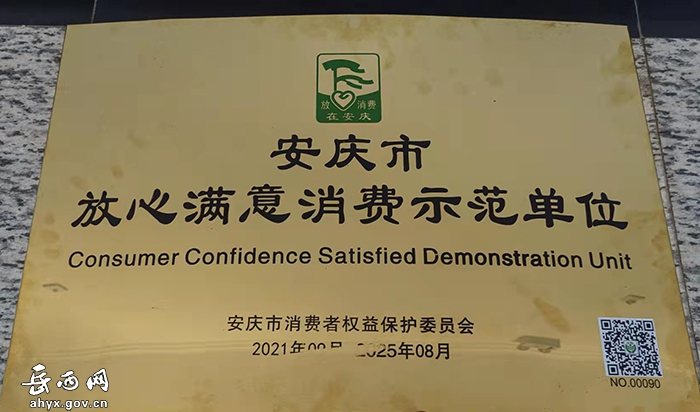 放 消费
在安庆
安庆市
放心满意消费示范单位
Consumer Confidence Satisfied Demonstration Unit
安庆市消费者权益保护委员会
2021年09月 2025年08月
NO.00090
岳西网
ahyx.gov.cn